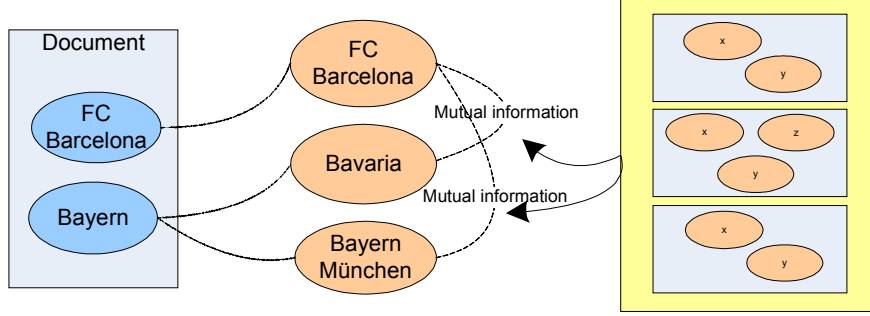 Document
FC
Barcelona
Bayern
FC
Barcelona
Bavaria
Bayern
München
Mutual information
Mutual information
x
y
x
z
y
x
y